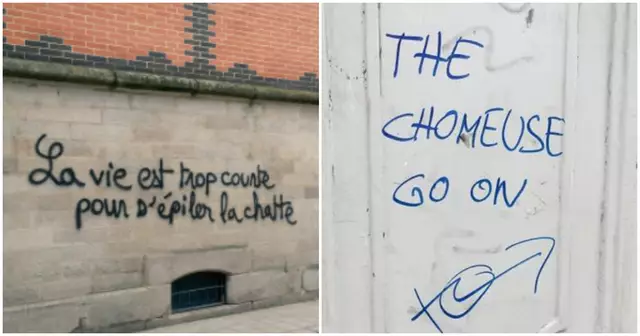 La vie est trop courte
pour s'épiler la chatte
THE
CHOMEUSE
GO ON